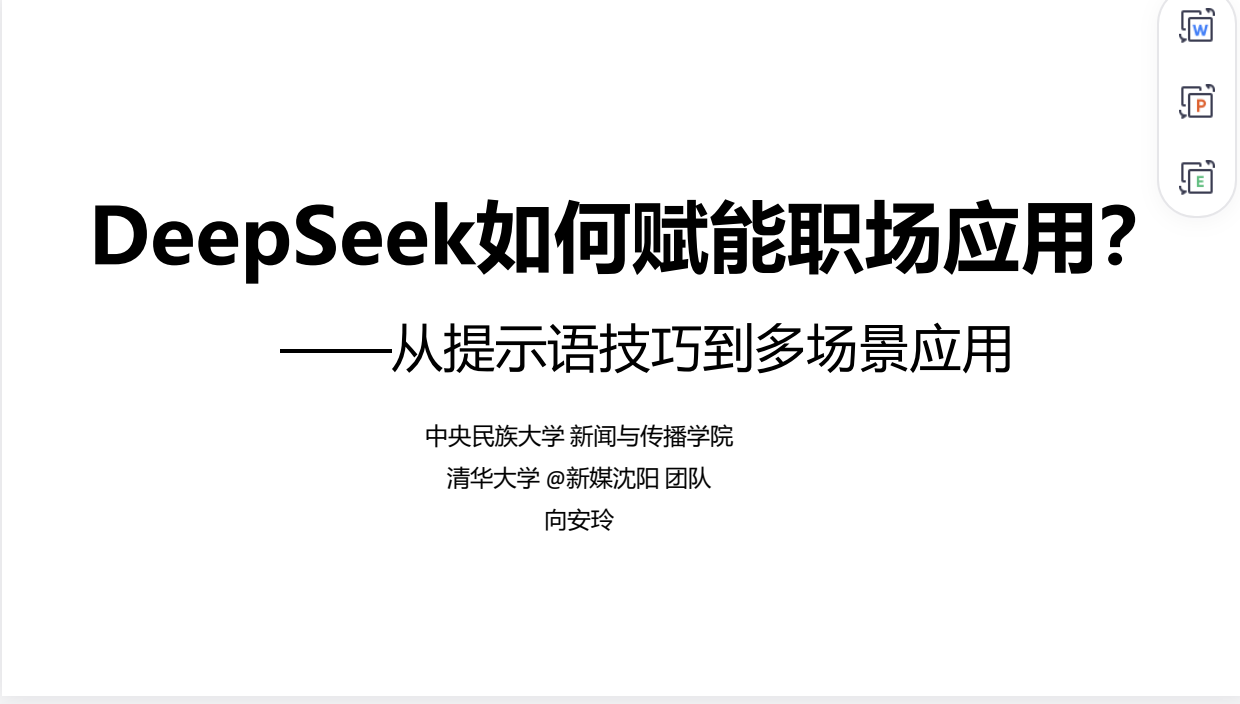 DeepSeek如何赋能职场应用?
——从提示语技巧到多场景应用
中央民族大学 新闻与传播学院
清华大学 @新媒沈阳 团队
向安玲
W
P
E